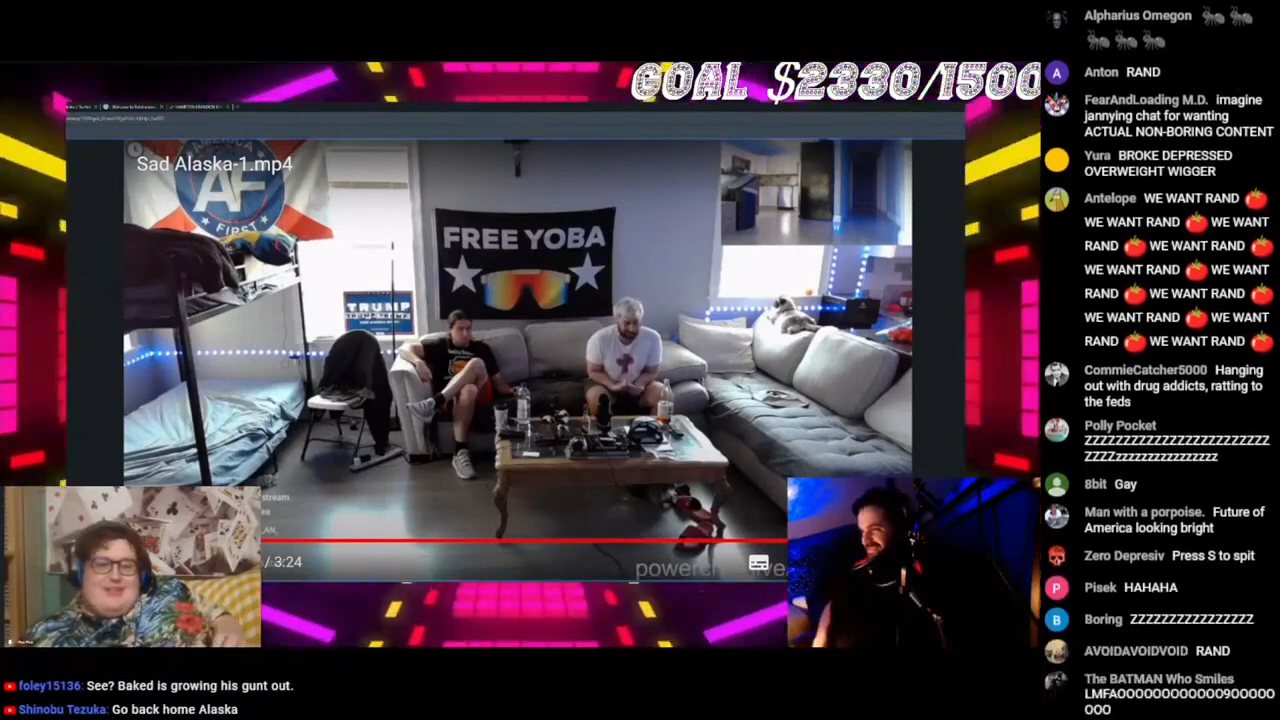 GOAL $2330/1500
Sad Alaska-1.mp4
AMERICA
AF
FIRST
FREE YOBA
TRUMP
stream
/ 3:24
foley15136: See? Baked is growing his gunt out.
Shinobu Tezuka: Go back home Alaska
Alpharius Omegon
Anton RAND
FearAndLoading M.D. imagine
jannying chat for wanting
ACTUAL NON-BORING CONTENT
Yura BROKE DEPRESSED
OVERWEIGHT WIGGER
Antelope WE WANT RAND
WE WANT RAND WE WANT
RAND WE WANT RAND
WE WANT RAND WE WANT
RAND WE WANT RAND
WE WANT RAND WE WANT
RAND WE WANT RAND
CommieCatcher5000 Hanging
out with drug addicts, ratting to
the feds
Polly Pocket
ZZZZZZZZZZZZZZZZZZZZZZZZZZ
ZZZZzzzzzzzzzzzzzzzz
8bit Gay
Man with a porpoise. Future of
America looking bright
Zero Depresiv Press S to spit
Pisek HAHAHA
Boring ZZZZZZZZZZZZZZZZZ
AVOIDAVOIDVOID RAND
The BATMAN Who Smiles
LMFAOOOOOOOOOOOO9OOOOO
OOO